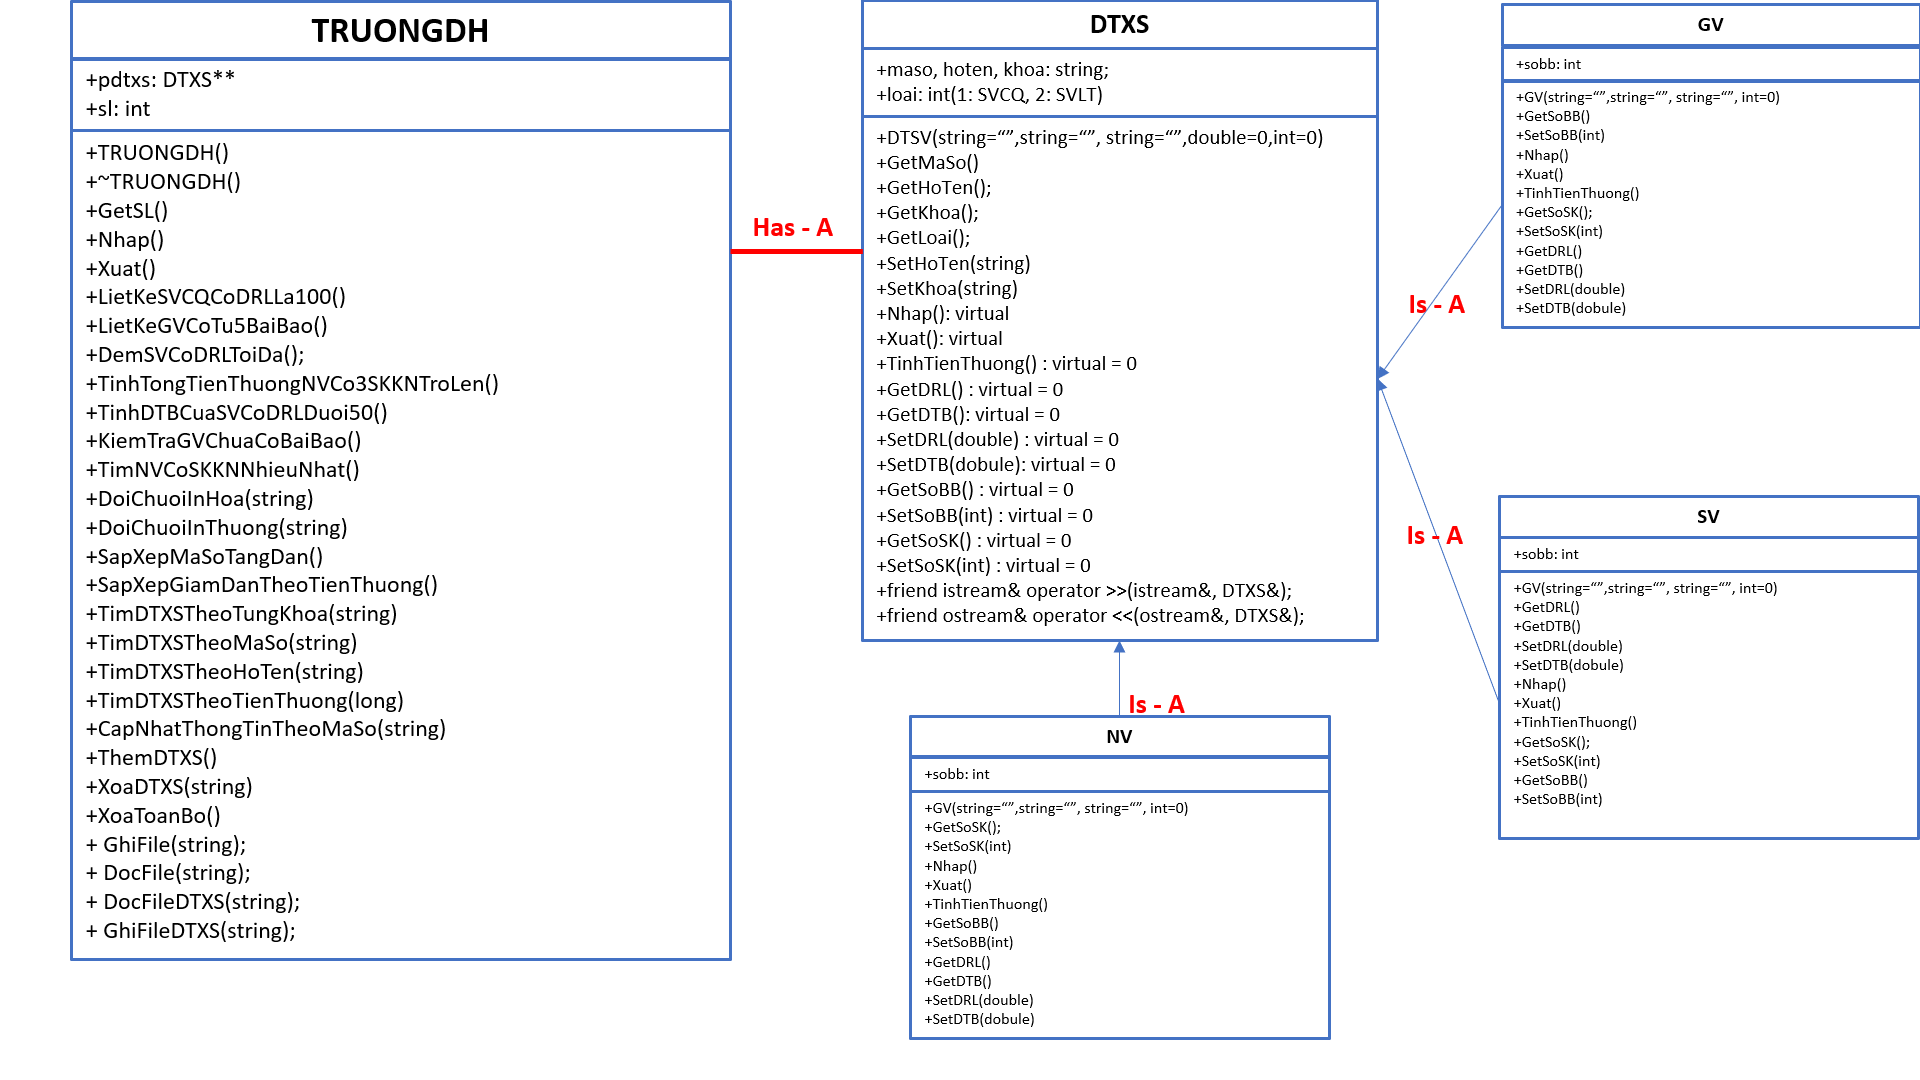 TRUONGDH
+pdtxs: DTXS**
+sl: int
+TRUONGDH()
+~TRUONGDH()
+GetSL()
+Nhap()
+Xuat()
+LietKeSVCQCoDRLLa100()
+LietKeGVCoTu5BaiBao()
+DemSVCoDRLToiDa();
+TinhTongTienThuongNVCo3SKKNTroLen()
+TinhDTBCuaSVCoDRLDuoi50()
+KiemTraGVChuaCoBaiBao()
+TimNVCoSKKNNhieuNhat()
+DoiChuoiInHoa(string)
+DoiChuoiInThuong(string)
+SapXepMaSoTangDan()
+SapXepGiamDanTheoTienThuong()
+TimDTXSTheoTungKhoa(string)
+TimDTXSTheoMaSo(string)
+TimDTXSTheoHoTen(string)
+TimDTXSTheoTienThuong(long)
+CapNhatThongTinTheoMaSo(string)
+ThemDTXS()
+XoaDTXS(string)
+XoaToanBo()
+ GhiFile(string);
+ DocFile(string);
+ DocFileDTXS(string);
+ GhiFileDTXS(string);
Has - A
DTXS
+maso, hoten, khoa: string;
+loai: int(1: SVCQ, 2: SVLT)
+DTSV(string=“”,string=“”, string=“”,double=0,int=0)
+GetMaSo()
+GetHoTen();
+GetKhoa();
+GetLoai();
+SetHoTen(string)
+SetKhoa(string)
+Nhap(): virtual
+Xuat(): virtual
+TinhTienThuong() : virtual = 0
+GetDRL() : virtual = 0
+GetDTB(): virtual = 0
+SetDRL(double) : virtual = 0
+SetDTB(dobule): virtual = 0
+GetSoBB() : virtual = 0
+SetSoBB(int) : virtual = 0
+GetSoSK() : virtual = 0
+SetSoSK(int) : virtual = 0
+friend istream& operator >>(istream&, DTXS&);
+friend ostream& operator <<(ostream&, DTXS&);
Is - A
Is - A
Is - A
GV
+sobb: int
+GV(string=“”,string=“”, string=“”, int=0)
+GetSoBB()
+SetSoBB(int)
+Nhap()
+Xuat()
+TinhTienThuong()
+GetSoSK();
+SetSoSK(int)
+GetDRL()
+GetDTB()
+SetDRL(double)
+SetDTB(dobule)
SV
+sobb: int
+GV(string=“”,string=“”, string=“”, int=0)
+GetDRL()
+GetDTB()
+SetDRL(double)
+SetDTB(dobule)
+Nhap()
+Xuat()
+TinhTienThuong()
+GetSoSK();
+SetSoSK(int)
+GetSoBB()
+SetSoBB(int)
NV
+sobb: int
+GV(string=“”,string=“”, string=“”, int=0)
+GetSoSK();
+SetSoSK(int)
+Nhap()
+Xuat()
+TinhTienThuong()
+GetSoBB()
+SetSoBB(int)
+GetDRL()
+GetDTB()
+SetDRL(double)
+SetDTB(dobule)